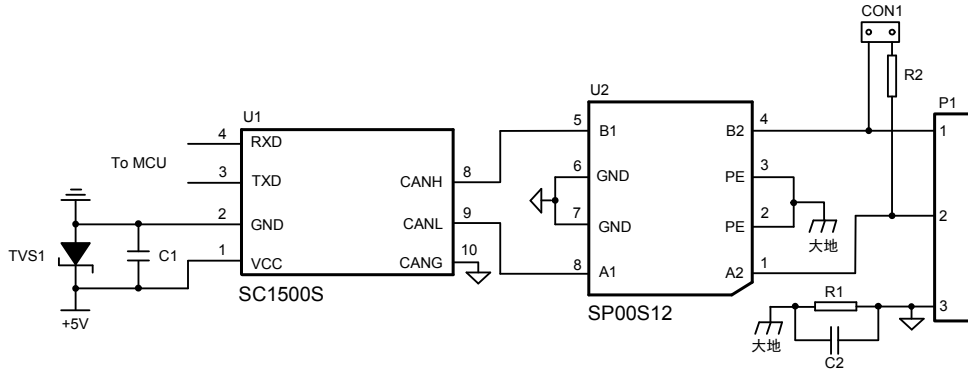 CON1
R2
P1
U2
U1
4
RXD
5
B1
B2
4
1
To MCU
3
TXD
CANH
8
6
GND
PE
3
2
GND
CANL
9
7
GND
PE
2
大地
2
TVS1
C1
1
VCC
CANG
10
8
A1
A2
1
SC1500S
SP00S12
+5V
R1
3
大地
C2